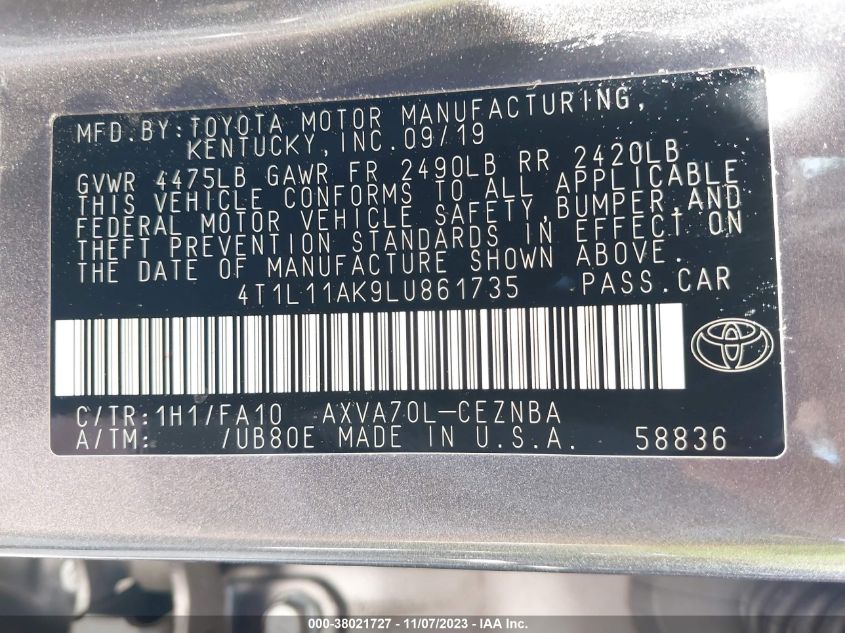 MFD.BY:TOYOTA MOTOR MANUFACTURING,
KENTUCKY,INC.09/19
GVWR 4475LB GAWR FR 2490LB RR 2420LB
THIS VEHICLE CONFORMS TO ALL APPLICABLE
FEDERAL MOTOR VEHICLE SAFETY,BUMPER,AND
THEFT PREVENTION STANDARDS IN EFFECT ON
THE DATE OF MANUFACTURE SHOWN ABOVE.
4T1L11AK9LU861735 PASS.CAR
C/TR:1H1/FA10 AXVA70L-CEZNBA
A/TM: /UB80E MADE IN U.S.A. 58836
000-38021727 - 11/07/2023 - IAA Inc.